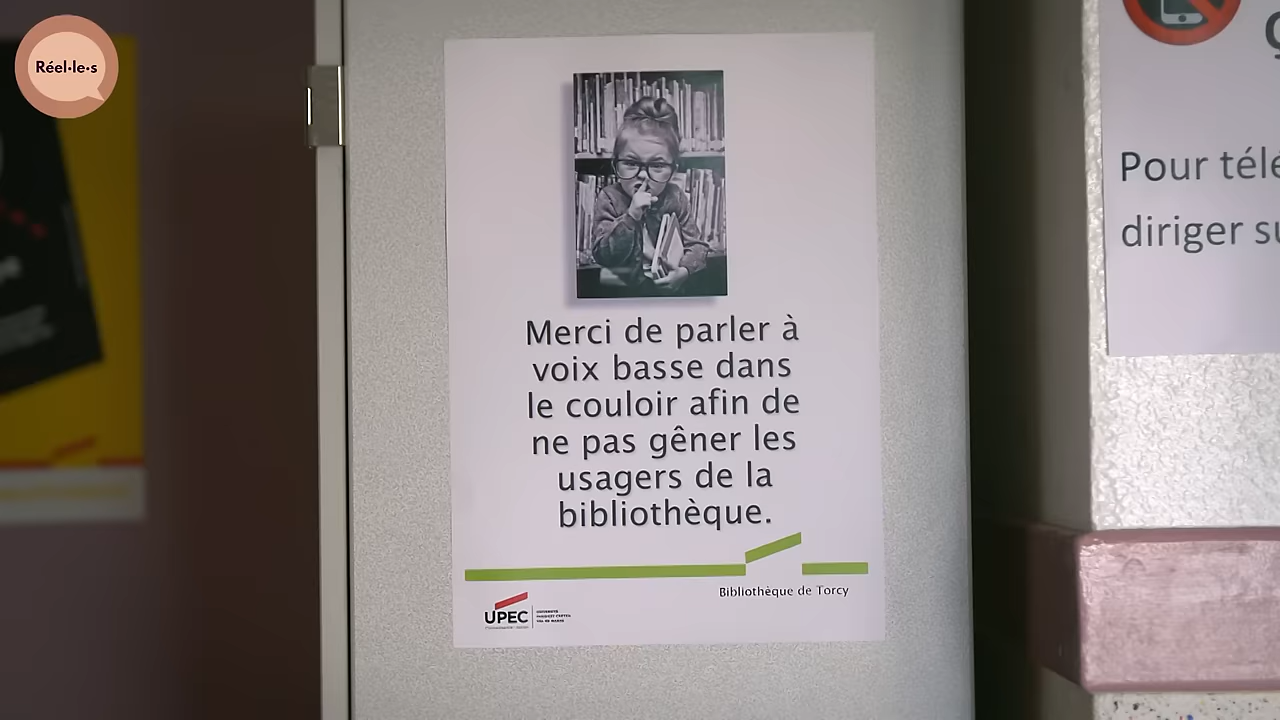 Réel·le·s
Merci de parler à
voix basse dans
le couloir afin de
ne pas gêner les
usagers de la
bibliothèque.
Bibliothèque de Torcy
UPEC
Pour télé
diriger su